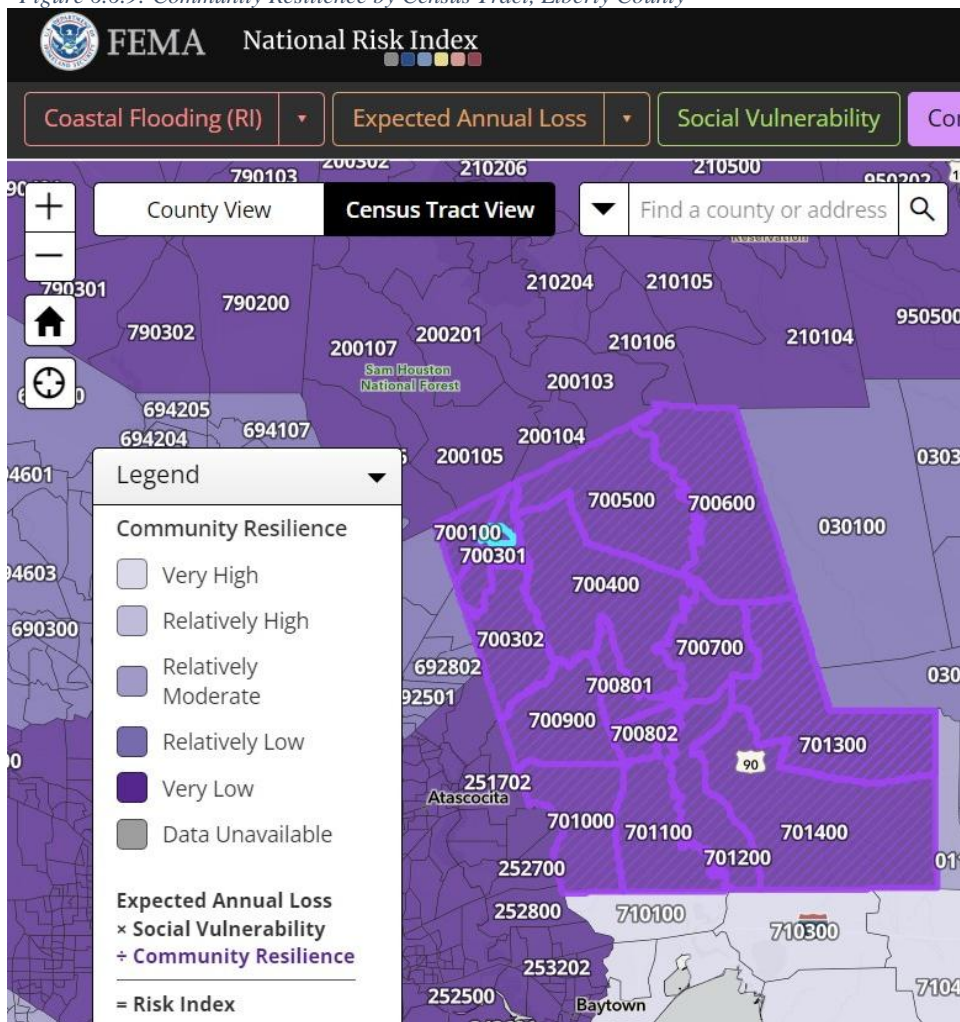 Figure 6.6.9: Community Resilience by Census Tract, Liberty County
FEMA National Risk Index
Coastal Flooding (RI)
Expected Annual Loss
Social Vulnerability
790103
200302
210206
210500
950202
County View
Census Tract View
Find a county or address
Reservation
790301
790200
210204
210105
790302
200107
200201
210106
210104
950500
Sam Houston
National Forest
200103
694205
694204
694107
200104
200105
Legend
700500
700600
030100
700100
700301
700400
690300
700302
700700
692802
700801
700900
700802
90
701300
251702
Atascocita
701000
701100
701400
701200
252700
252800
710100
710300
253202
252500
Baytown
Community Resilience
Very High
Relatively High
Relatively
Moderate
Relatively Low
Very Low
Data Unavailable
Expected Annual Loss
× Social Vulnerability
÷ Community Resilience
= Risk Index